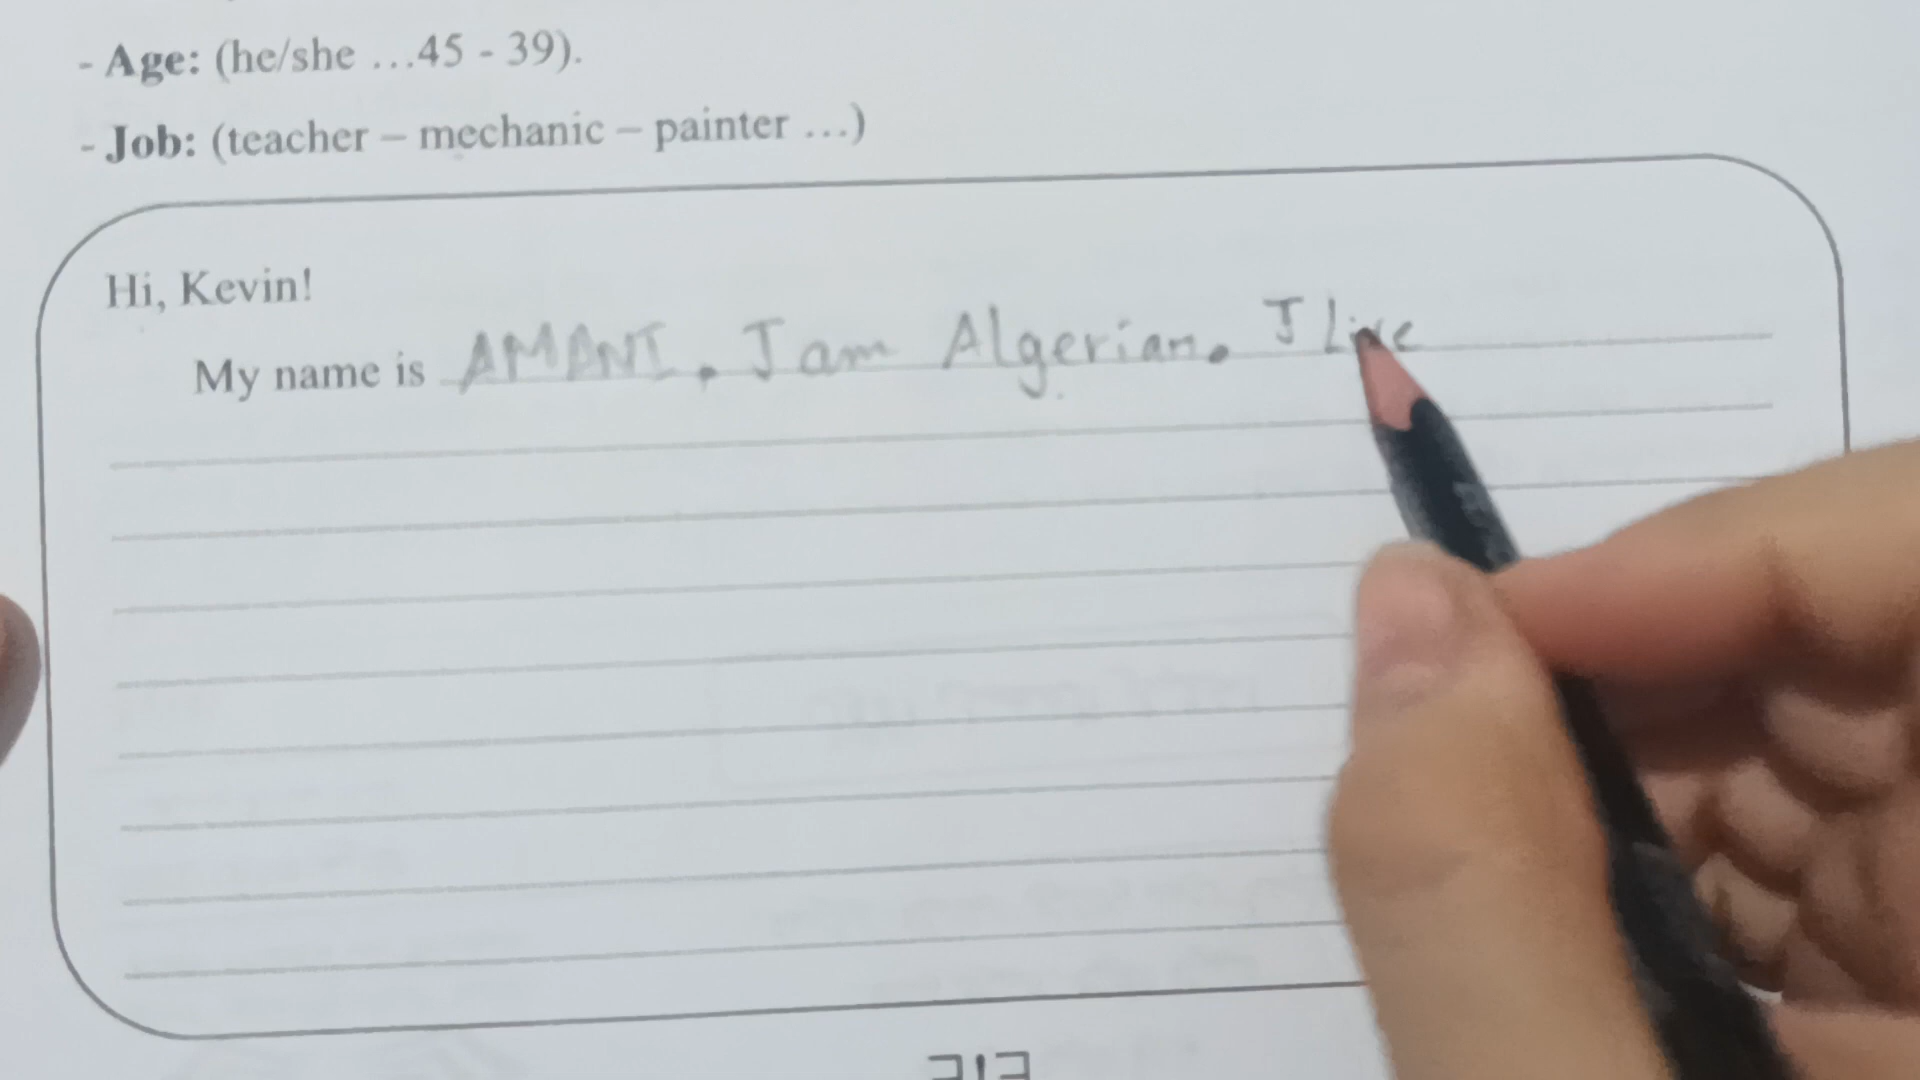 - Age: (he/she …45 - 39).
- Job: (teacher – mechanic – painter …)
Hi, Kevin!
My name is AMANI. I am Algerian. I live